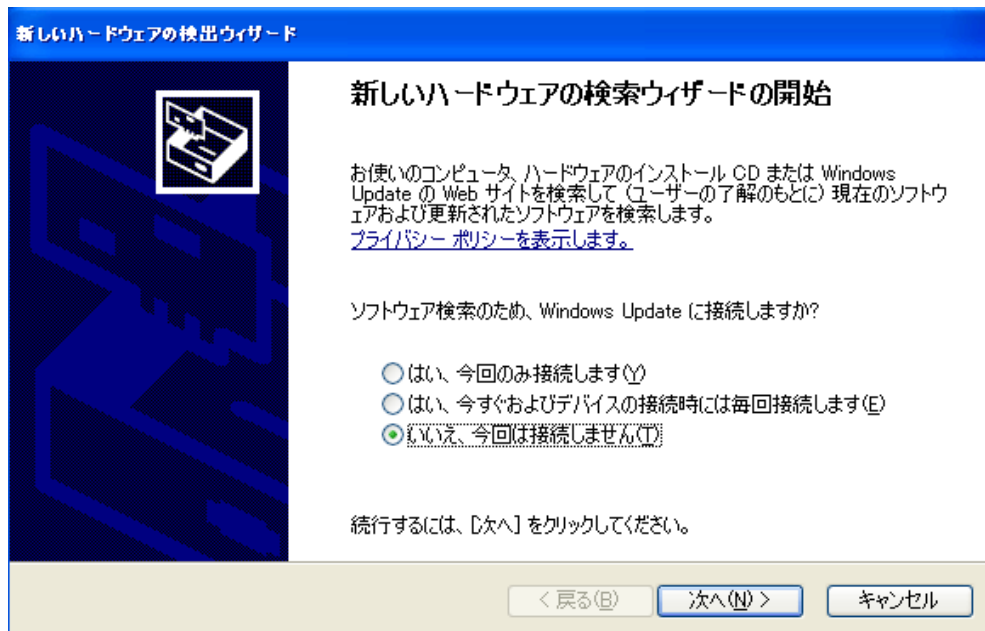 新しいハードウェアの検出ウィザード
新しいハードウェアの検索ウィザードの開始
お使いのコンピュータ、ハードウェアのインストール CD または Windows
Update の Web サイトを検索して (ユーザーの了解のもとに) 現在のソフトウ
ェアおよび更新されたソフトウェアを検索します。
プライバシー ポリシーを表示します。
ソフトウェア検索のため、Windows Update に接続しますか?
はい、今回のみ接続します(Y)
はい、今すぐおよびデバイスの接続時には毎回接続します(E)
いいえ、今回は接続しません(T)
続行するには、[次へ] をクリックしてください。
< 戻る(B)
次へ(N) >
キャンセル